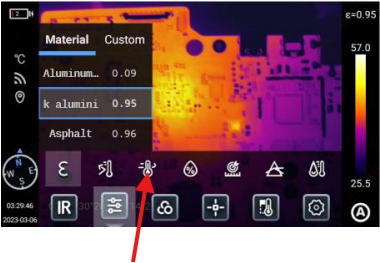 ε=0.95
Material Custom
57.0
°C
Aluminum… 0.09
k alumini 0.95
Asphalt 0.96
N
W E
S
ε
%
25.5
03:29:46
2023-03-06
IR
A